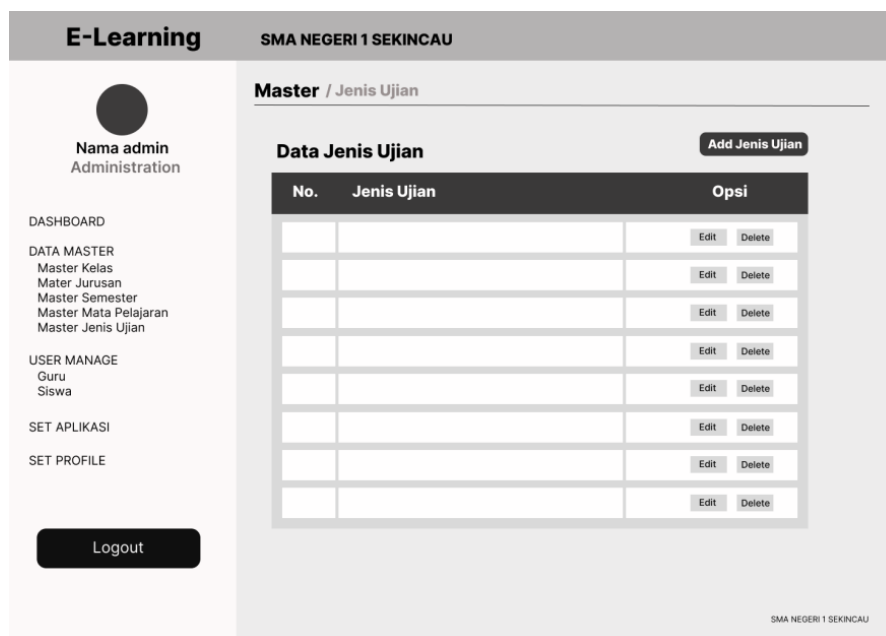 E-Learning
SMA NEGERI 1 SEKINCAU
Nama admin
Administration
DASHBOARD
DATA MASTER
Master Kelas
Mater Jurusan
Master Semester
Master Mata Pelajaran
Master Jenis Ujian
USER MANAGE
Guru
Siswa
SET APLIKASI
SET PROFILE
Logout
Master / Jenis Ujian
Data Jenis Ujian
Add Jenis Ujian
No. Jenis Ujian Opsi
Edit Delete
Edit Delete
Edit Delete
Edit Delete
Edit Delete
Edit Delete
Edit Delete
Edit Delete
SMA NEGERI 1 SEKINCAU